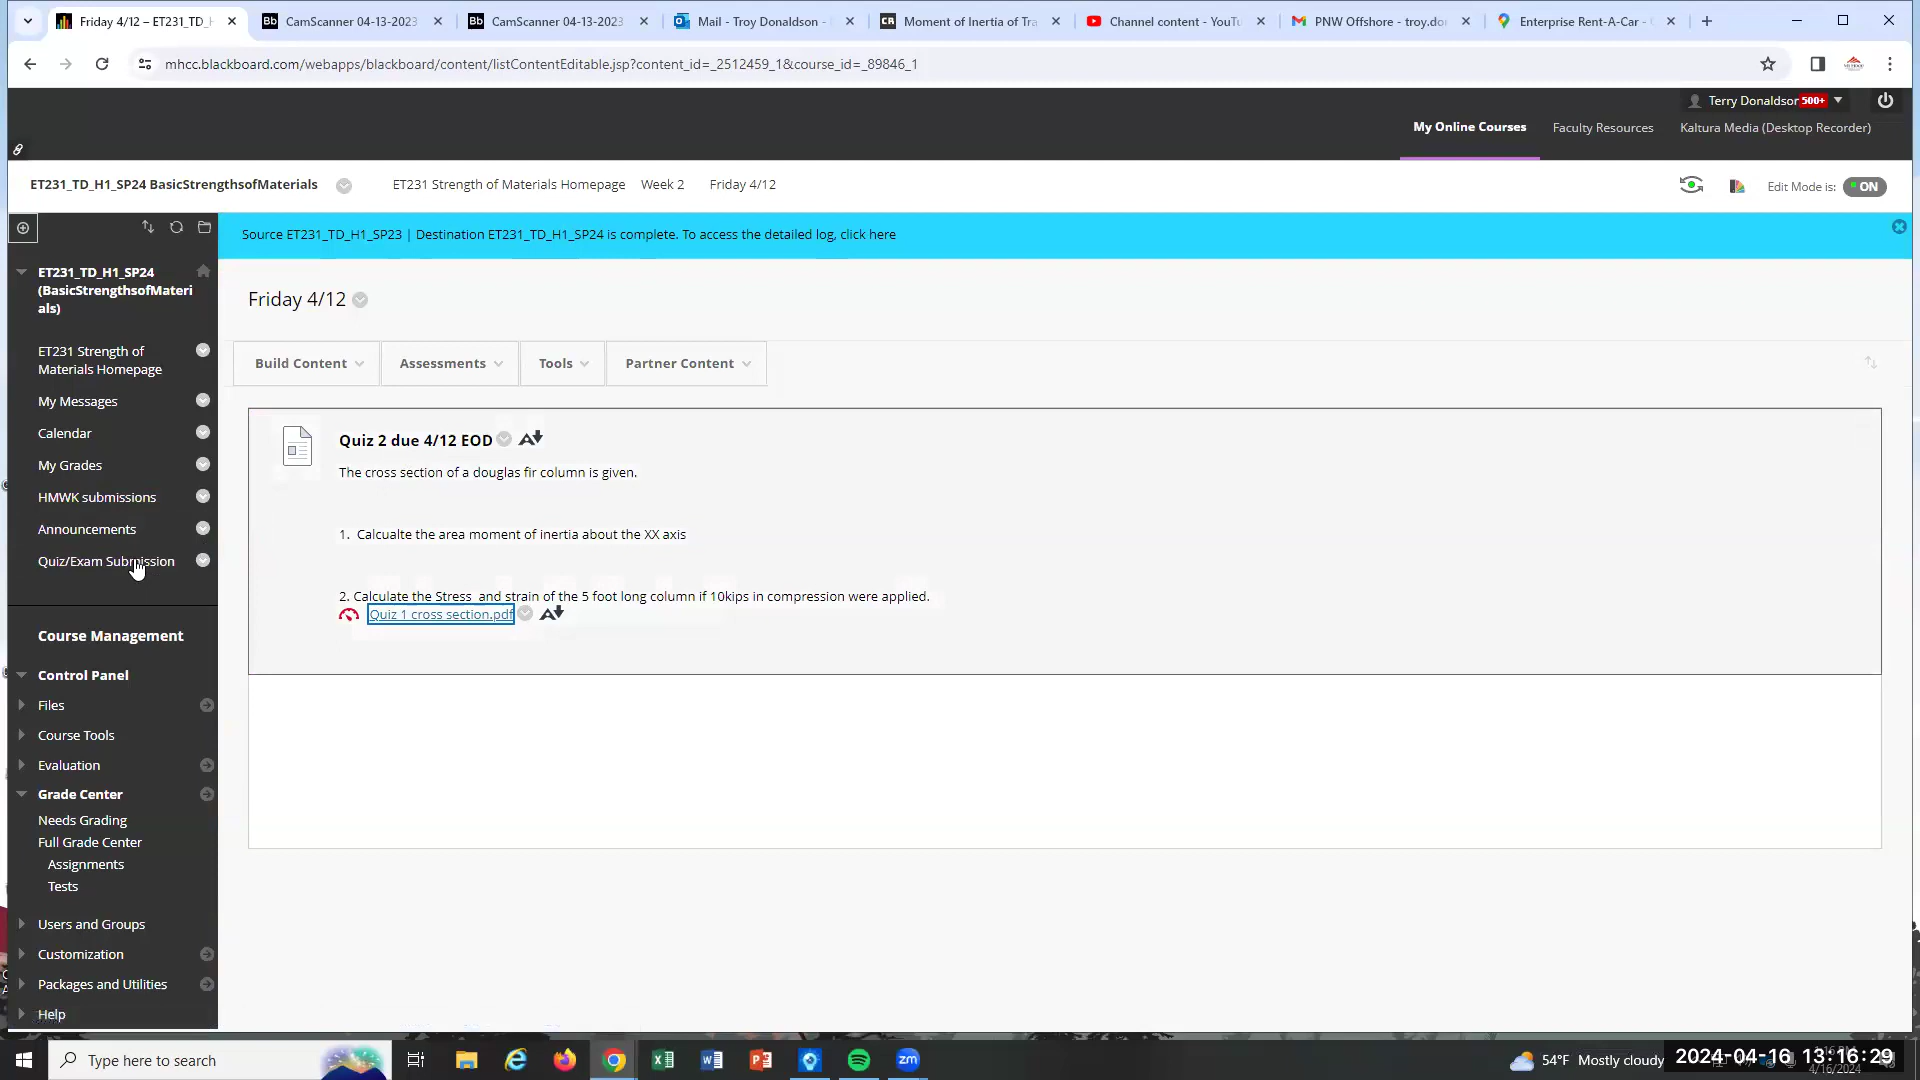 Friday 4/12 – ET231_TD_H
CamScanner 04-13-2023
CamScanner 04-13-2023
Mail - Troy Donaldson -
Moment of Inertia of Tra
Channel content - YouTu
PNW Offshore - troy.dor
Enterprise Rent-A-Car -
mhcc.blackboard.com/webapps/blackboard/content/listContentEditable.jsp?content_id=_2512459_1&course_id=_89846_1
Terry Donaldson 500+
My Online Courses
Faculty Resources
Kaltura Media (Desktop Recorder)
ET231_TD_H1_SP24 BasicStrengthsofMaterials
ET231 Strength of Materials Homepage
Week 2
Friday 4/12
Edit Mode is: ON
Source ET231_TD_H1_SP23 | Destination ET231_TD_H1_SP24 is complete. To access the detailed log, click here
ET231_TD_H1_SP24
(BasicStrengthsofMateri
als)
ET231 Strength of
Materials Homepage
My Messages
Calendar
My Grades
HMWK submissions
Announcements
Quiz/Exam Submission
Course Management
Control Panel
Files
Course Tools
Evaluation
Grade Center
Needs Grading
Full Grade Center
Assignments
Tests
Users and Groups
Customization
Packages and Utilities
Help
Friday 4/12
Build Content
Assessments
Tools
Partner Content
Quiz 2 due 4/12 EOD
The cross section of a douglas fir column is given.
1. Calcualte the area moment of inertia about the XX axis
2. Calculate the Stress and strain of the 5 foot long column if 10kips in compression were applied.
Quiz 1 cross section.pdf
Type here to search
54°F Mostly cloudy
2024-04-16 13:16:29
4/16/2024